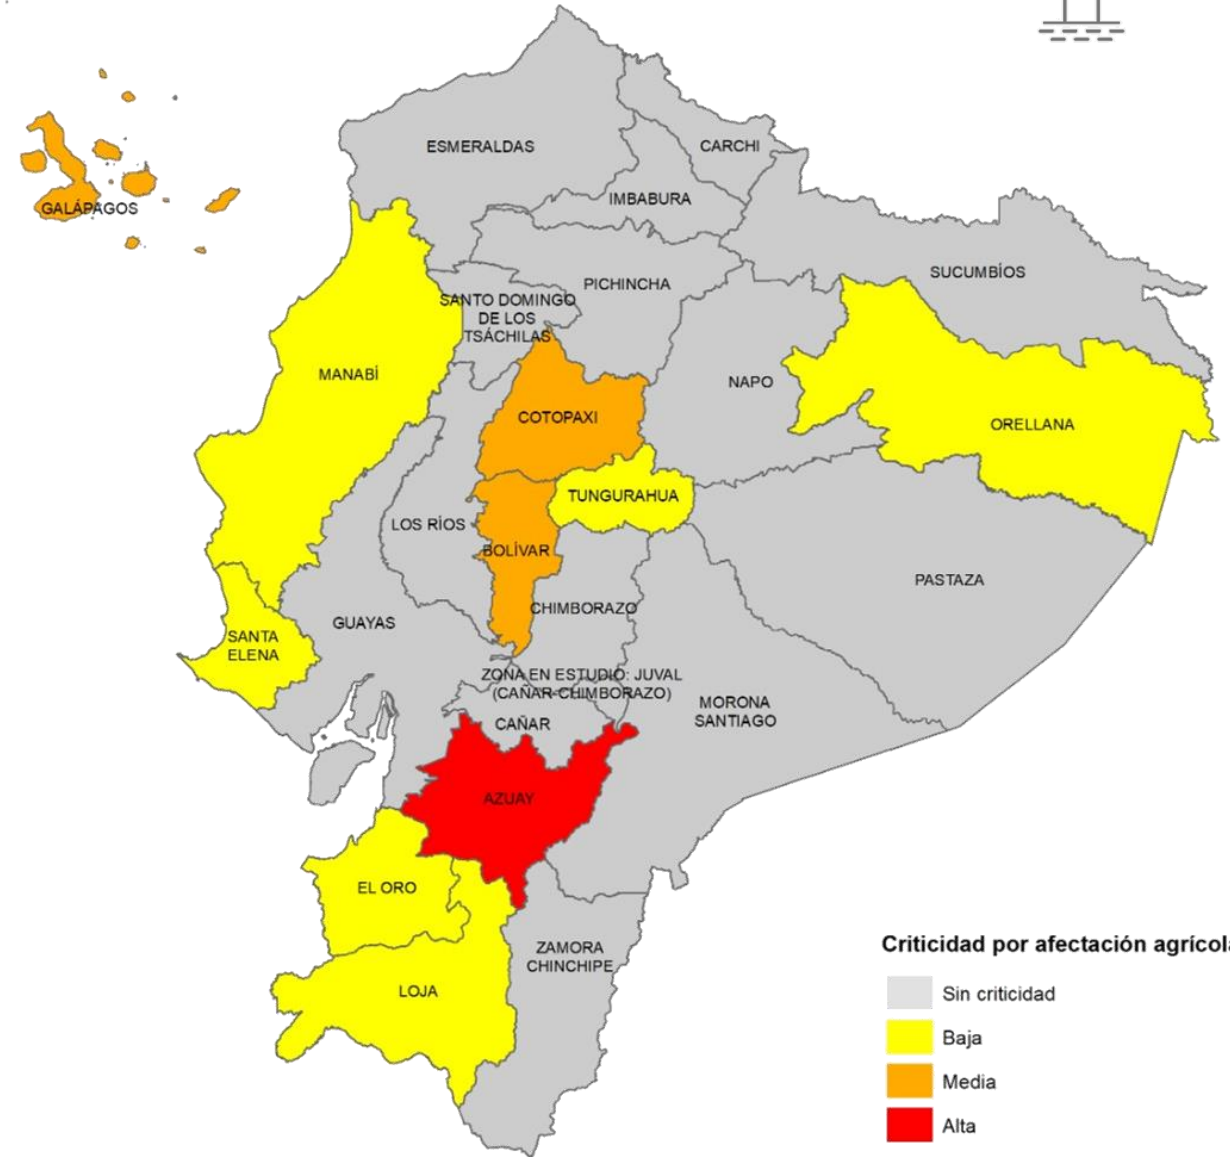 ESMERALDAS
CARCHI
IMBABURA
GALÁPAGOS
SUCUMBÍOS
PICHINCHA
SANTO DOMINGO
DE LOS
TSÁCHILAS
MANABÍ
NAPO
COTOPAXI
ORELLANA
TUNGURAHUA
LOS RÍOS
BOLÍVAR
PASTAZA
CHIMBORAZO
GUAYAS
SANTA
ELENA
ZONA EN ESTUDIO: JUVAL
(CAÑAR-CHIMBORAZO)
MORONA
SANTIAGO
CAÑAR
AZUAY
EL ORO
ZAMORA
CHINCHIPE
LOJA
Criticidad por afectación agrícola
Sin criticidad
Baja
Media
Alta